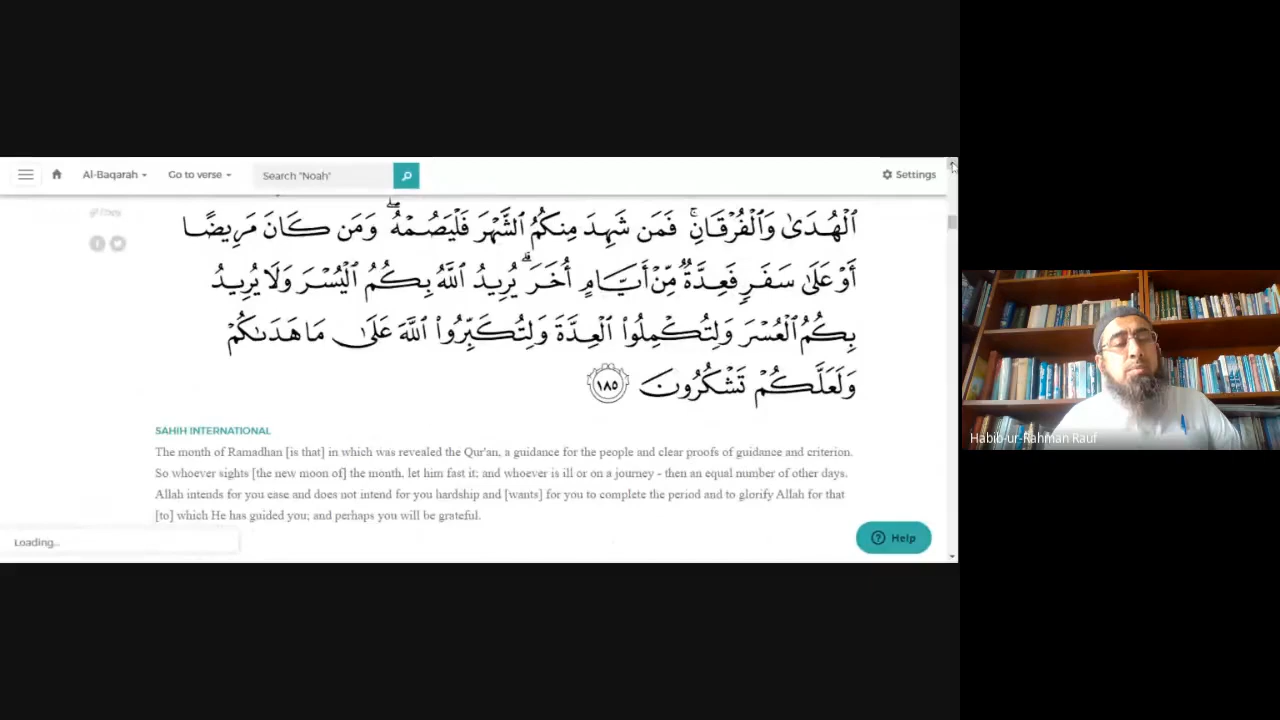 Al-Baqarah
Go to verse
Search "Noah"
Settings
ٱلْهُدَىٰ وَٱلْفُرْقَانِ ۚ فَمَن شَهِدَ مِنكُمُ ٱلشَّهْرَ فَلْيَصُمْهُ ۖ وَمَن كَانَ مَرِيضًا
أَوْ عَلَىٰ سَفَرٍ فَعِدَّةٌ مِّنْ أَيَّامٍ أُخَرَ ۗ يُرِيدُ ٱللَّهُ بِكُمُ ٱلْيُسْرَ وَلَا يُرِيدُ
بِكُمُ ٱلْعُسْرَ وَلِتُكْمِلُوا۟ ٱلْعِدَّةَ وَلِتُكَبِّرُوا۟ ٱللَّهَ عَلَىٰ مَا هَدَىٰكُمْ
وَلَعَلَّكُمْ تَشْكُرُونَ ١٨٥
SAHIH INTERNATIONAL
The month of Ramadhan [is that] in which was revealed the Qur'an, a guidance for the people and clear proofs of guidance and criterion.
So whoever sights [the new moon of] the month, let him fast it; and whoever is ill or on a journey - then an equal number of other days.
Allah intends for you ease and does not intend for you hardship and [wants] for you to complete the period and to glorify Allah for that
[to] which He has guided you; and perhaps you will be grateful.
Loading...
Help
Habib-ur-Rahman Rauf